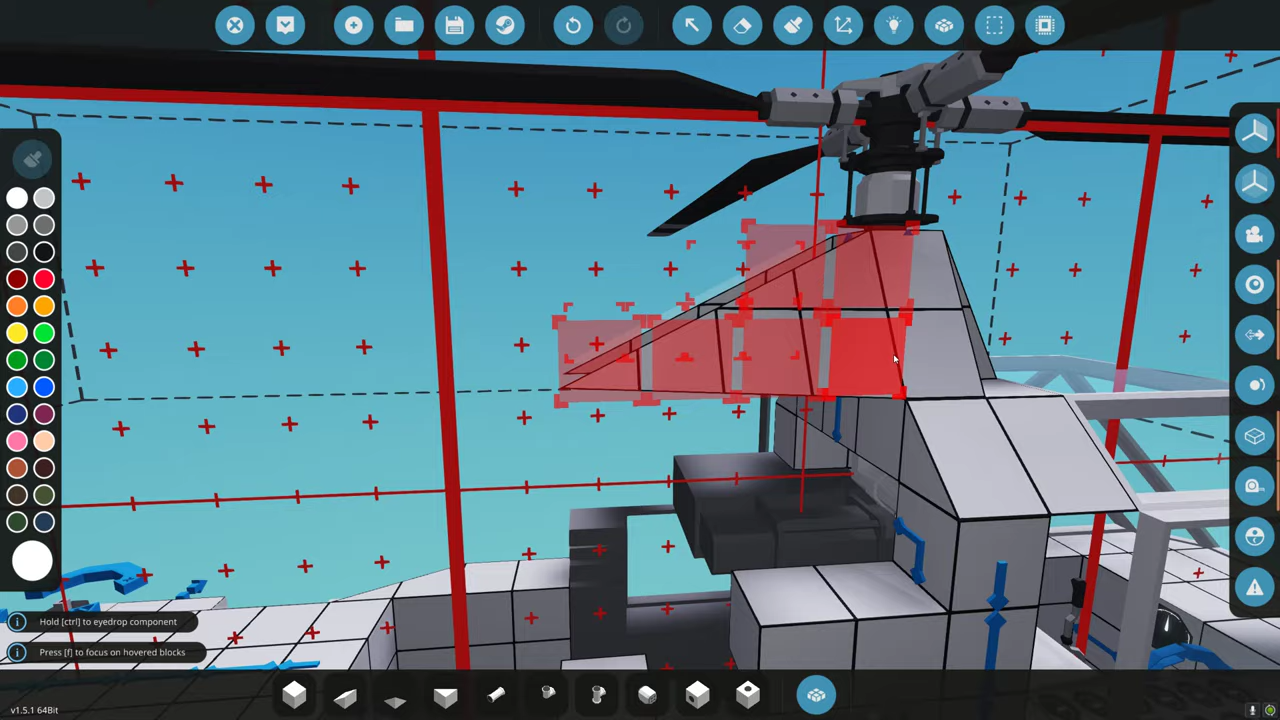 Hold [ctrl] to eyedrop component
Press [f] to focus on hovered blocks
v1.5.1 64Bit